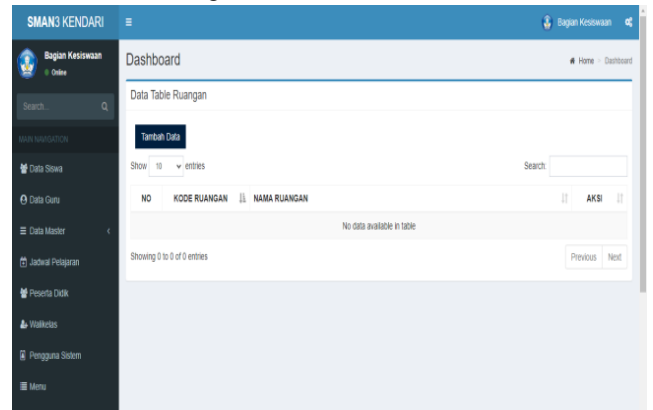 SMAN3 KENDARI
Bagian Kesiswaan
Bagian Kesiswaan
Online
Dashboard
Home > Dashboard
Search...
MAIN NAVIGATION
Data Siswa
Data Guru
Data Master
Jadwal Pelajaran
Peserta Didik
Walikelas
Pengguna Sistem
Menu
Data Table Ruangan
Tambah Data
Show 10 entries
Search:
NO KODE RUANGAN NAMA RUANGAN AKSI
No data available in table
Showing 0 to 0 of 0 entries
Previous Next